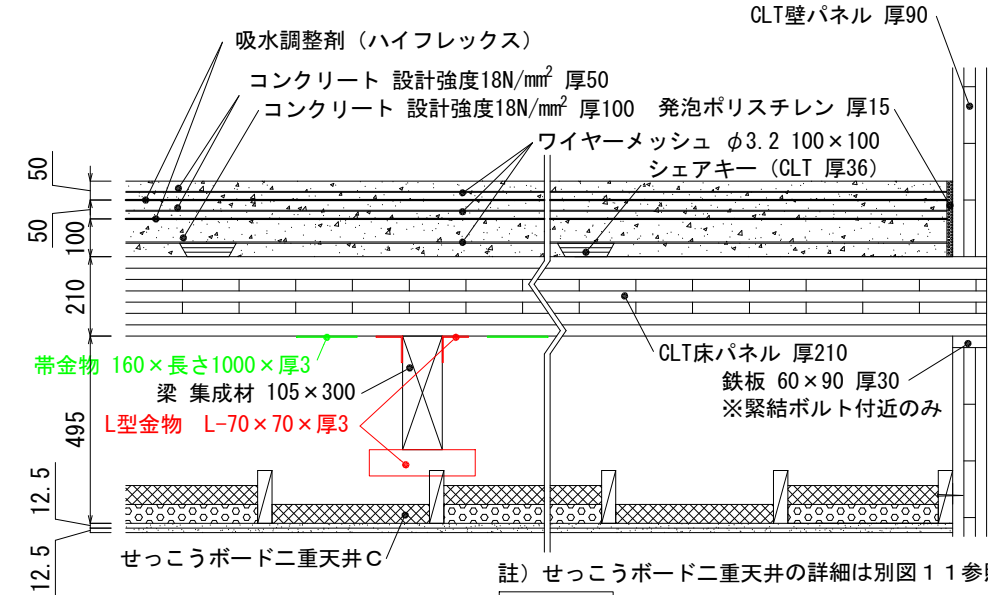 CLT壁パネル 厚90
吸水調整剤（ハイフレックス）
コンクリート 設計強度18N/mm² 厚50
コンクリート 設計強度18N/mm² 厚100
発泡ポリスチレン 厚15
ワイヤーメッシュ φ3.2 100×100
シェアキー（CLT 厚36）
50
50
100
210
CLT床パネル 厚210
帯金物 160×長さ1000×厚3
鉄板 60×90 厚30
梁 集成材 105×300
※緊結ボルト付近のみ
L型金物 L-70×70×厚3
495
12.5
12.5
せっこうボード二重天井C
註）せっこうボード二重天井の詳細は別図１１参